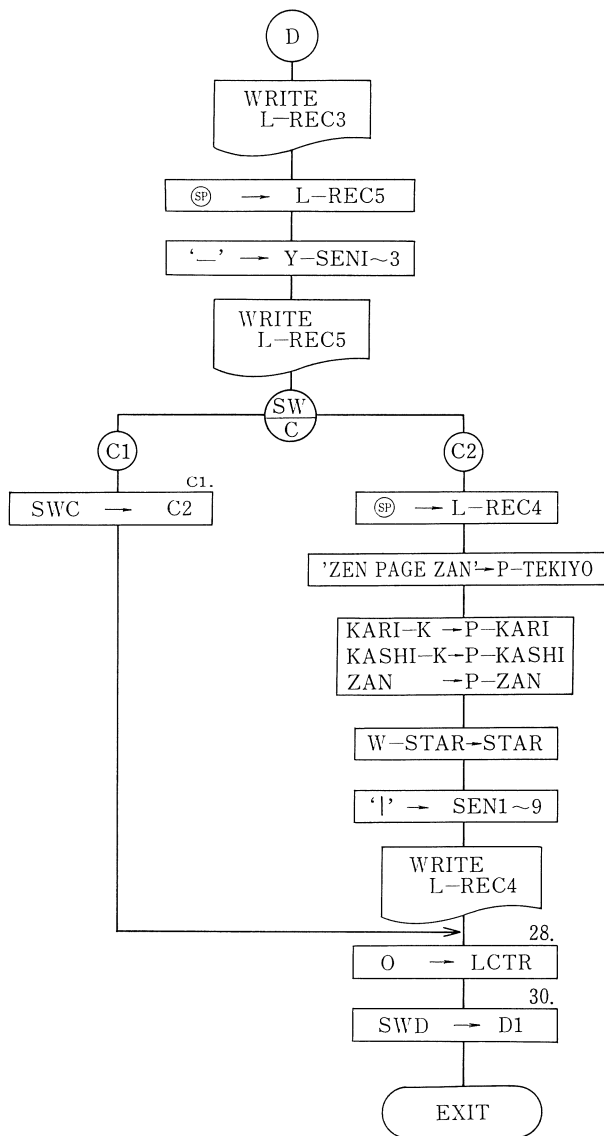 D
WRITE
L-REC3
Ⓢℙ → L-REC5
'—' → Y-SENI~3
WRITE
L-REC5
SW
C
C1
C1.
SWC → C2
C2
SP → L-REC4
'ZEN PAGE ZAN'→P-TEKIYO
KARI-K →P-KARI
KASHI-K→P-KASHI
ZAN →P-ZAN
W-STAR→STAR
'|' → SEN1~9
WRITE
L-REC4
28.
O → LCTR
30.
SWD → D1
EXIT